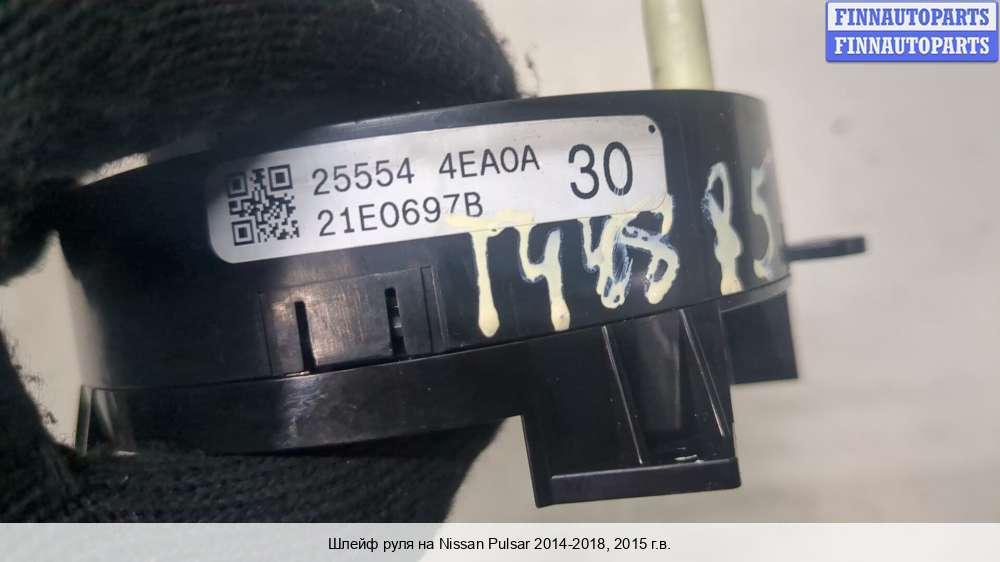 FINNAUTOPARTS
FINNAUTOPARTS
25554 4EA0A 30
21E0697B
Шлейф руля на Nissan Pulsar 2014-2018, 2015 г.в.